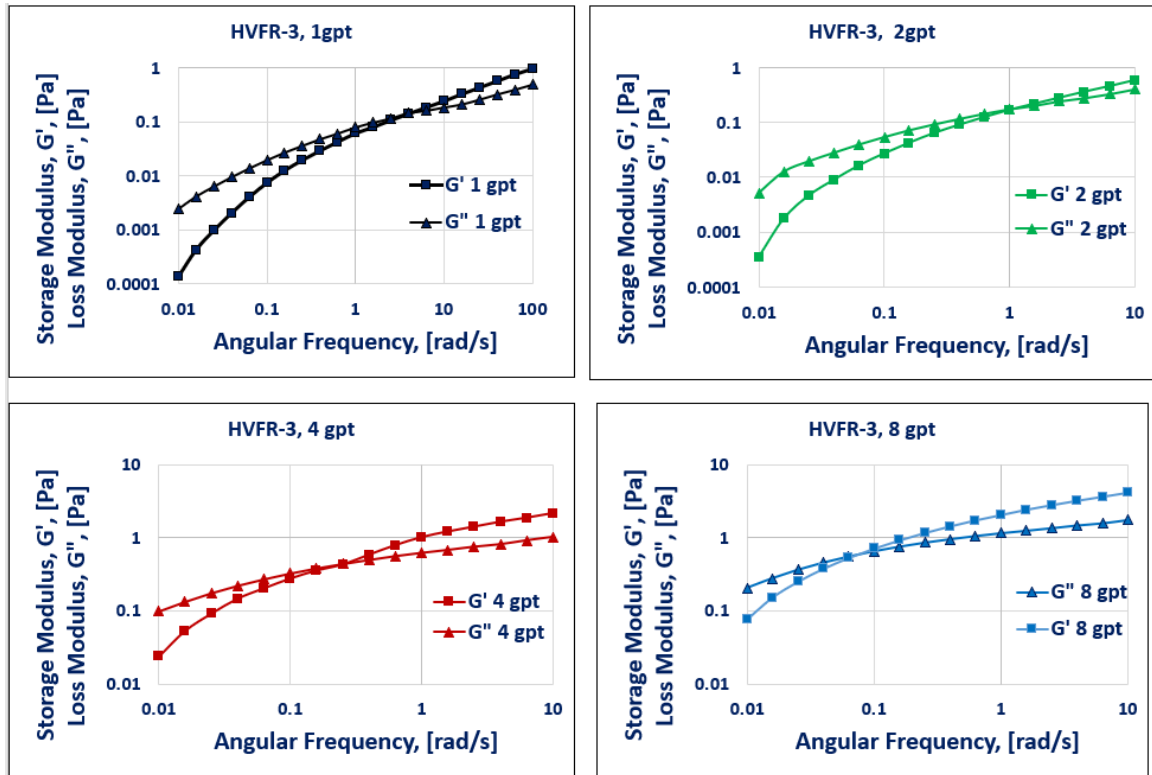 HVFR-3, 1gpt
Storage Modulus, G', [Pa]
Loss Modulus, G", [Pa]
1
0.1
0.01
0.001
0.0001
G' 1 gpt
G" 1 gpt
0.01 0.1 1 10 100
Angular Frequency, [rad/s]
HVFR-3, 2gpt
Storage Modulus, G', [Pa]
Loss Modulus, G", [Pa]
1
0.1
0.01
0.001
0.0001
G' 2 gpt
G" 2 gpt
0.01 0.1 1 10
Angular Frequency, [rad/s]
HVFR-3, 4 gpt
Storage Modulus, G', [Pa]
Loss Modulus, G", [Pa]
10
1
0.1
0.01
G' 4 gpt
G" 4 gpt
0.01 0.1 1 10
Angular Frequency, [rad/s]
HVFR-3, 8 gpt
Storage Modulus, G', [Pa]
Loss Modulus, G", [Pa]
10
1
0.1
0.01
G" 8 gpt
G' 8 gpt
0.01 0.1 1 10
Angular Frequency, [rad/s]